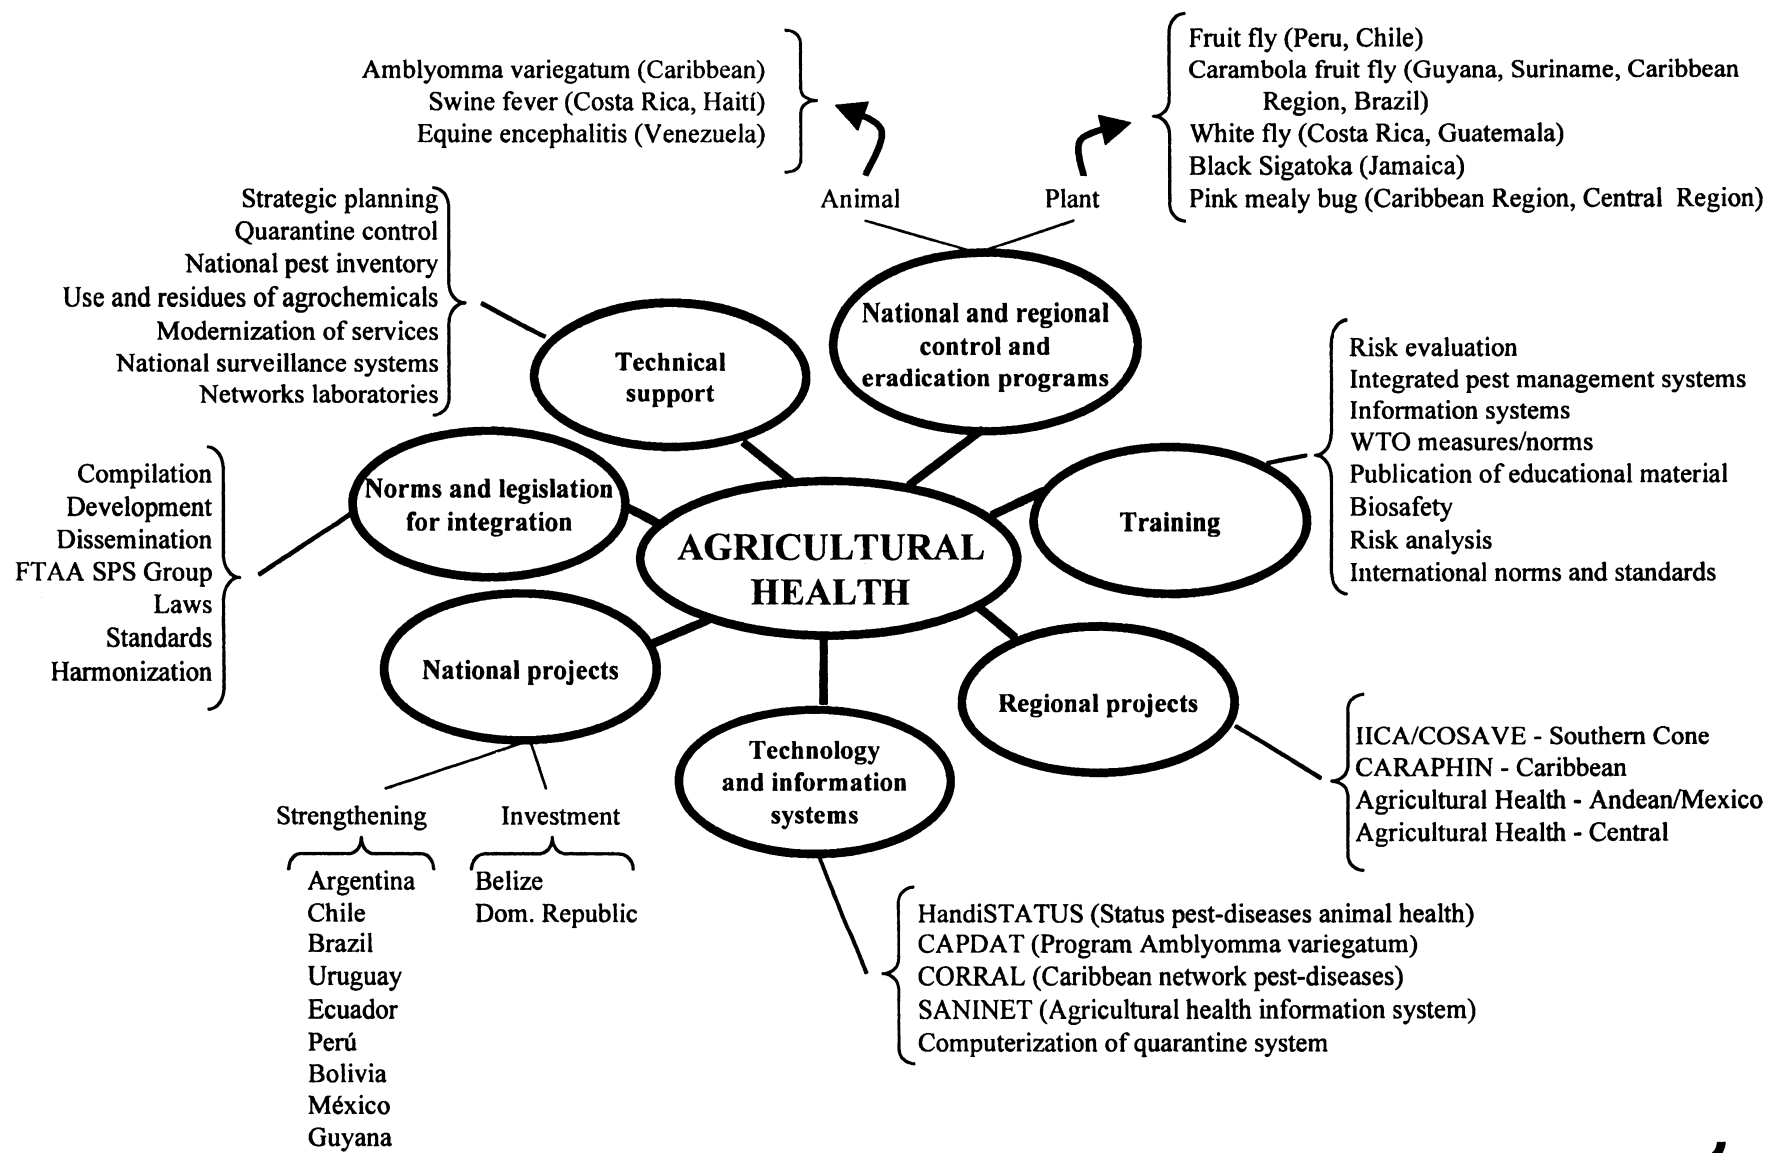 Amblyomma variegatum (Caribbean)
Swine fever (Costa Rica, Haití)
Equine encephalitis (Venezuela)
Animal
Plant
Fruit fly (Peru, Chile)
Carambola fruit fly (Guyana, Suriname, Caribbean
Region, Brazil)
White fly (Costa Rica, Guatemala)
Black Sigatoka (Jamaica)
Pink mealy bug (Caribbean Region, Central Region)
Strategic planning
Quarantine control
National pest inventory
Use and residues of agrochemicals
Modernization of services
National surveillance systems
Networks laboratories
Technical
support
National and regional
control and
eradication programs
Risk evaluation
Integrated pest management systems
Information systems
WTO measures/norms
Publication of educational material
Biosafety
Risk analysis
International norms and standards
Training
Compilation
Development
Dissemination
FTAA SPS Group
Laws
Standards
Harmonization
Norms and legislation
for integration
AGRICULTURAL
HEALTH
National projects
Strengthening
Argentina
Chile
Brazil
Uruguay
Ecuador
Perú
Bolivia
México
Guyana
Investment
Belize
Dom. Republic
Technology
and information
systems
HandiSTATUS (Status pest-diseases animal health)
CAPDAT (Program Amblyomma variegatum)
CORRAL (Caribbean network pest-diseases)
SANINET (Agricultural health information system)
Computerization of quarantine system
Regional projects
IICA/COSAVE - Southern Cone
CARAPHIN - Caribbean
Agricultural Health - Andean/Mexico
Agricultural Health - Central